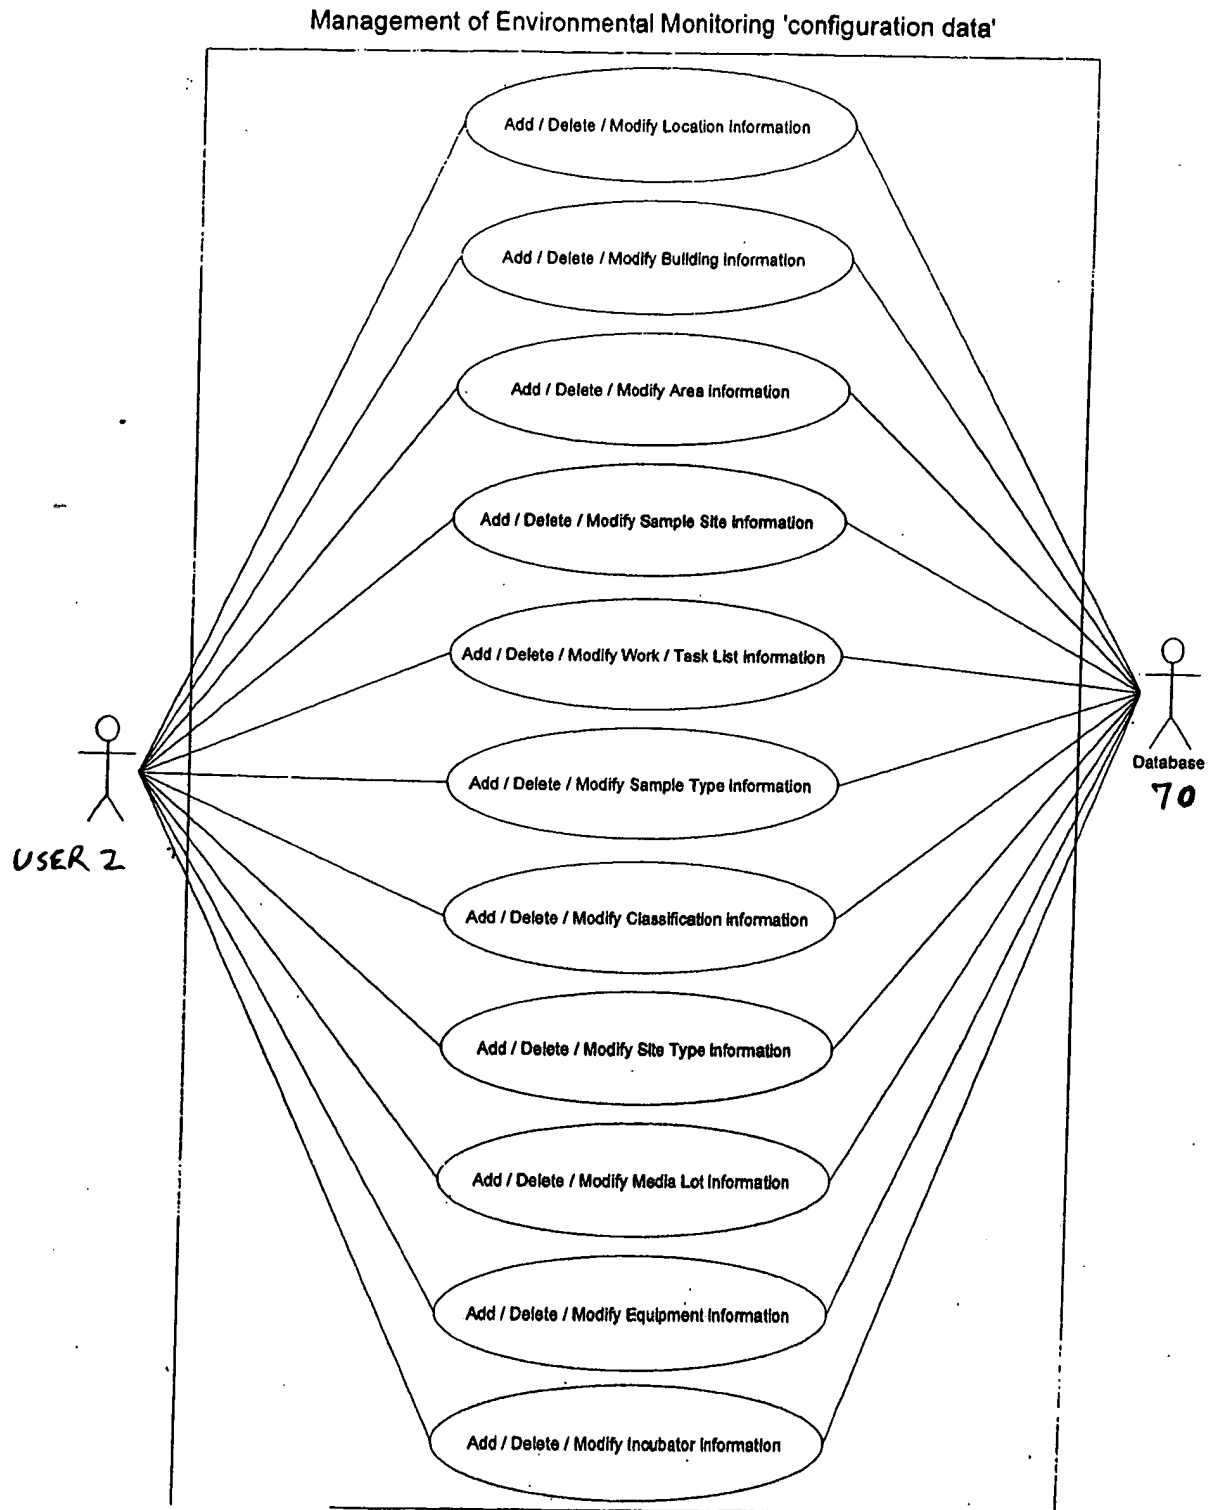 Management of Environmental Monitoring 'configuration data'
Add / Delete / Modify Location Information
Add / Delete / Modify Building Information
Add / Delete / Modify Area Information
Add / Delete / Modify Sample Site Information
Add / Delete / Modify Work / Task List Information
Database
70
Add / Delete / Modify Sample Type Information
USER 2
Add / Delete / Modify Classification Information
Add / Delete / Modify Site Type Information
Add / Delete / Modify Media Lot Information
Add / Delete / Modify Equipment Information
Add / Delete / Modify Incubator Information